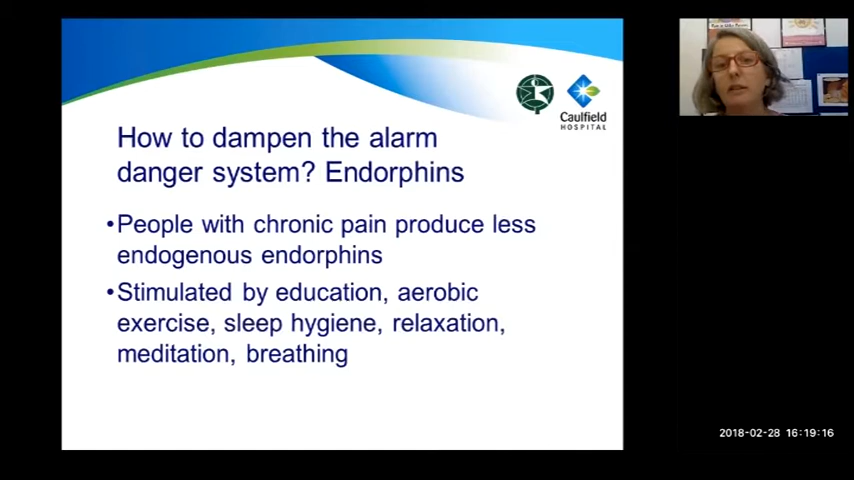 Caulfield
HOSPITAL
How to dampen the alarm
danger system? Endorphins
•People with chronic pain produce less
endogenous endorphins
•Stimulated by education, aerobic
exercise, sleep hygiene, relaxation,
meditation, breathing
2018-02-28 16:19:16